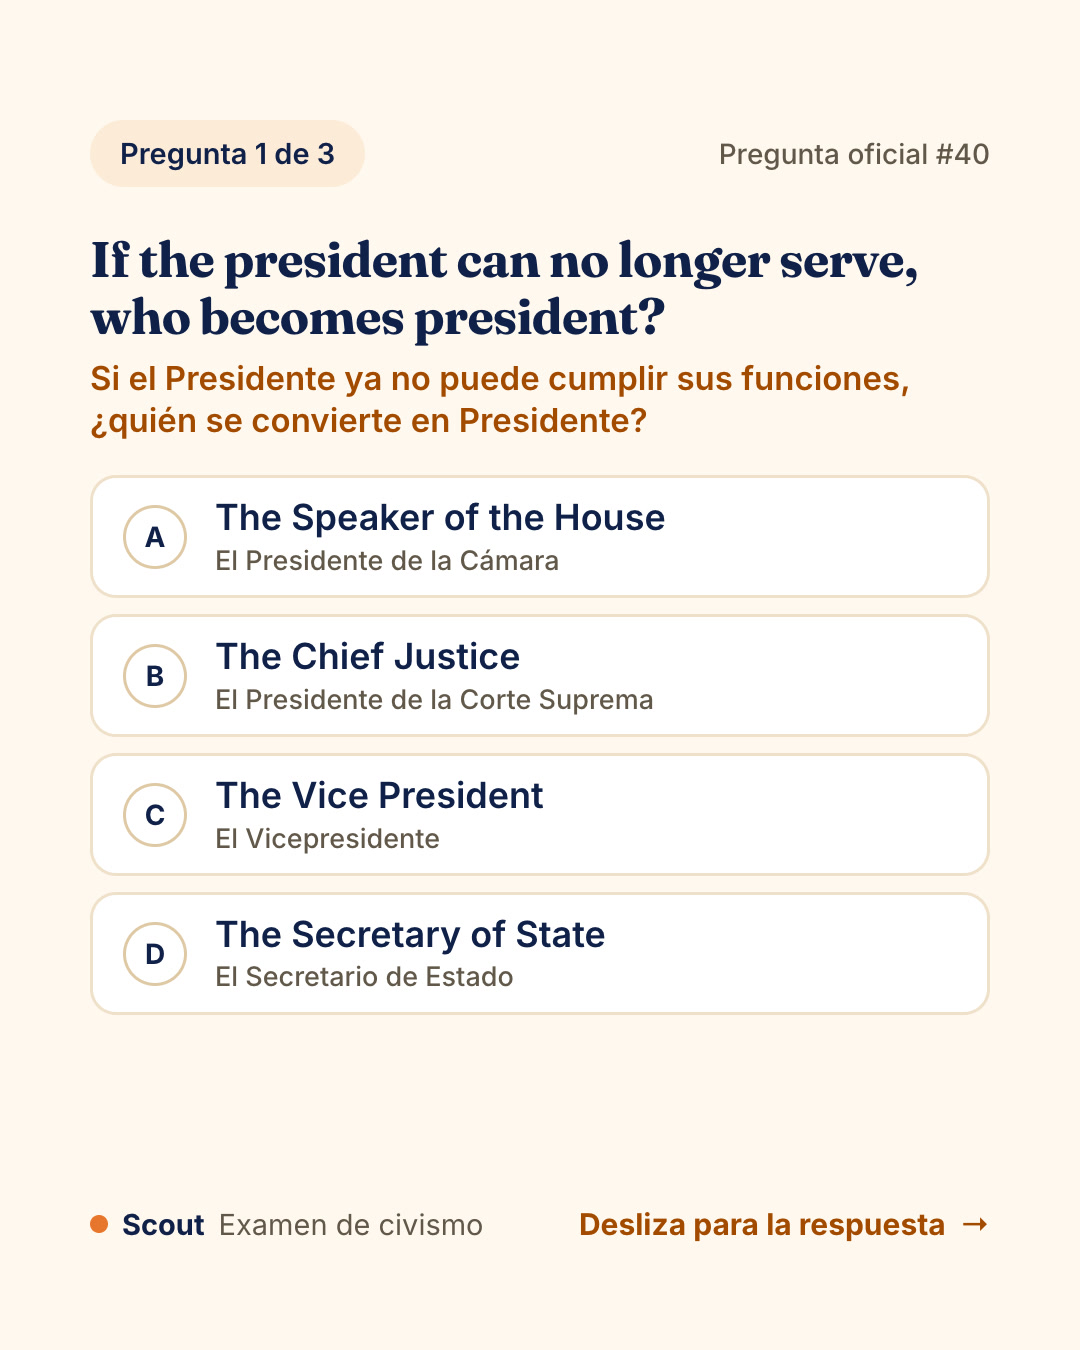 Pregunta 1 de 3
Pregunta oficial #40
If the president can no longer serve,
who becomes president?
Si el Presidente ya no puede cumplir sus funciones,
¿quién se convierte en Presidente?
A
The Speaker of the House
El Presidente de la Cámara
B
The Chief Justice
El Presidente de la Corte Suprema
C
The Vice President
El Vicepresidente
D
The Secretary of State
El Secretario de Estado
Scout Examen de civismo
Desliza para la respuesta →